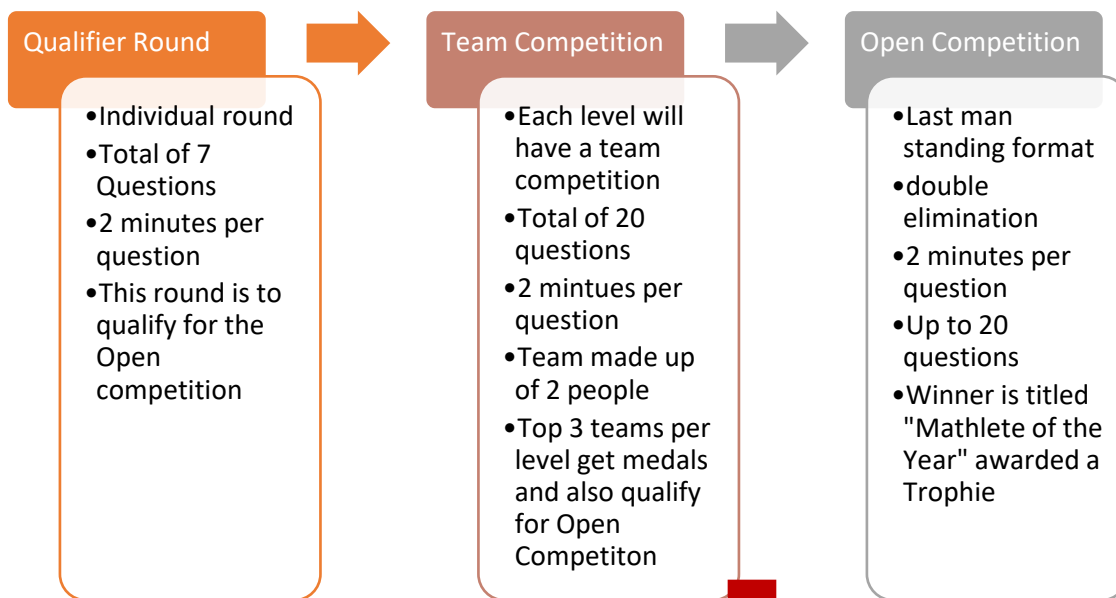 Qualifier Round
•Individual round
•Total of 7
Questions
•2 minutes per
question
•This round is to
qualify for the
Open
competition
Team Competition
•Each level will
have a team
competition
•Total of 20
questions
•2 mintues per
question
•Team made up
of 2 people
•Top 3 teams per
level get medals
and also qualify
for Open
Competiton
Open Competition
•Last man
standing format
•double
elimination
•2 minutes per
question
•Up to 20
questions
•Winner is titled
"Mathlete of the
Year" awarded a
Trophie